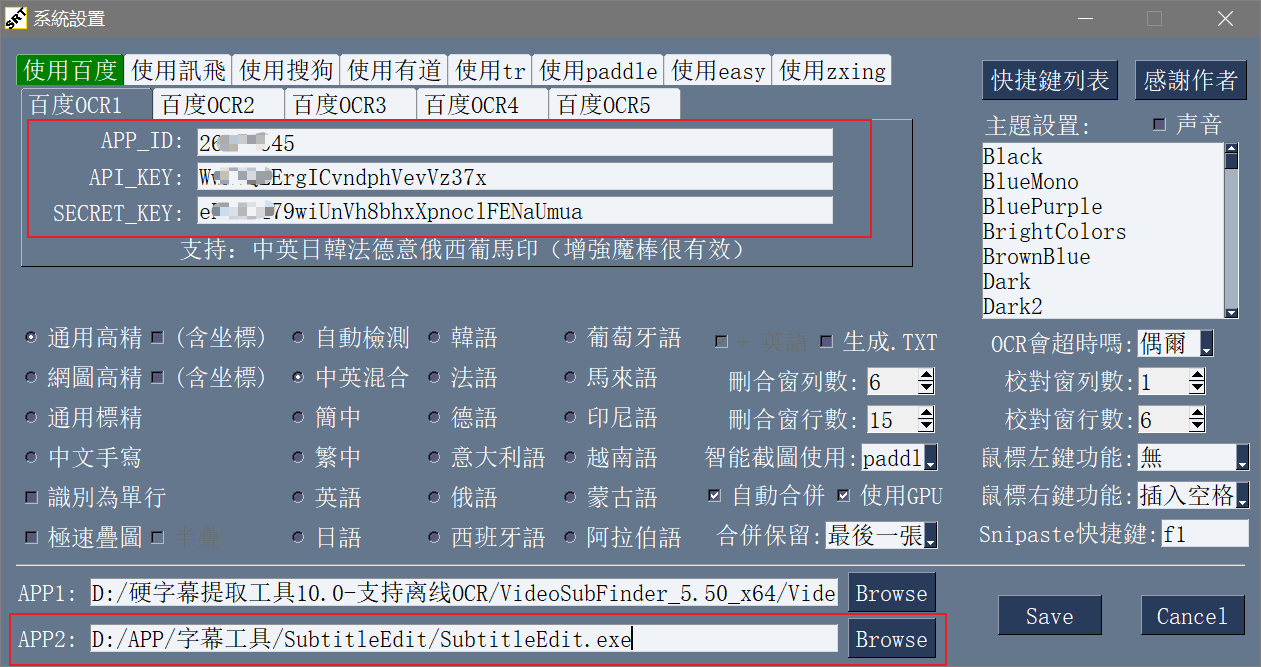 SRT 系統設置
使用百度 使用訊飛 使用搜狗 使用有道 使用tr 使用paddle 使用easy 使用zxing
百度OCR1 百度OCR2 百度OCR3 百度OCR4 百度OCR5
APP_ID:
API_KEY: ErgICvndphVevVz37x
SECRET_KEY: 79wiUnVh8bhxXpnoclFENaUmua
支持: 中英日韓法德意俄西葡馬印（增強魔棒很有效）
快捷鍵列表 感謝作者
主題設置: 声音
Black
BlueMono
BluePurple
BrightColors
BrownBlue
Dark
Dark2
通用高精 (含坐標) 自動檢測 韓語 葡萄牙語 + 英語 生成.TXT OCR會超時嗎: 偶爾
網圖高精 (含坐標) 中英混合 法語 馬來語 刪合窗列數: 6 校對窗列數: 1
通用標精 簡中 德語 印尼語 刪合窗行數: 15 校對窗行數: 6
中文手寫 繁中 意大利語 越南語 智能截圖使用: paddl 鼠標左鍵功能: 無
識別為單行 英語 俄語 蒙古語 自動合併 使用GPU 鼠標右鍵功能: 插入空格
極速疊圖 半疊 日語 西班牙語 阿拉伯語 合併保留: 最後一張 Snipaste快捷鍵: f1
APP1: D:/硬字幕提取工具10.0-支持离线OCR/VideoSubFinder_5.50_x64/Vide Browse
APP2: D:/APP/字幕工具/SubtitleEdit/SubtitleEdit.exe Browse
Save Cancel